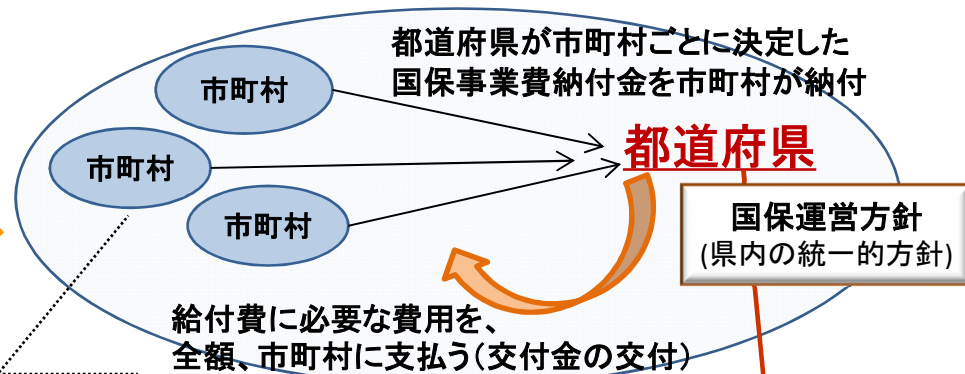 都道府県が市町村ごとに決定した
国保事業費納付金を市町村が納付
市町村
市町村
市町村
都道府県
国保運営方針
(県内の統一的方針)
給付費に必要な費用を、
全額、市町村に支払う(交付金の交付)